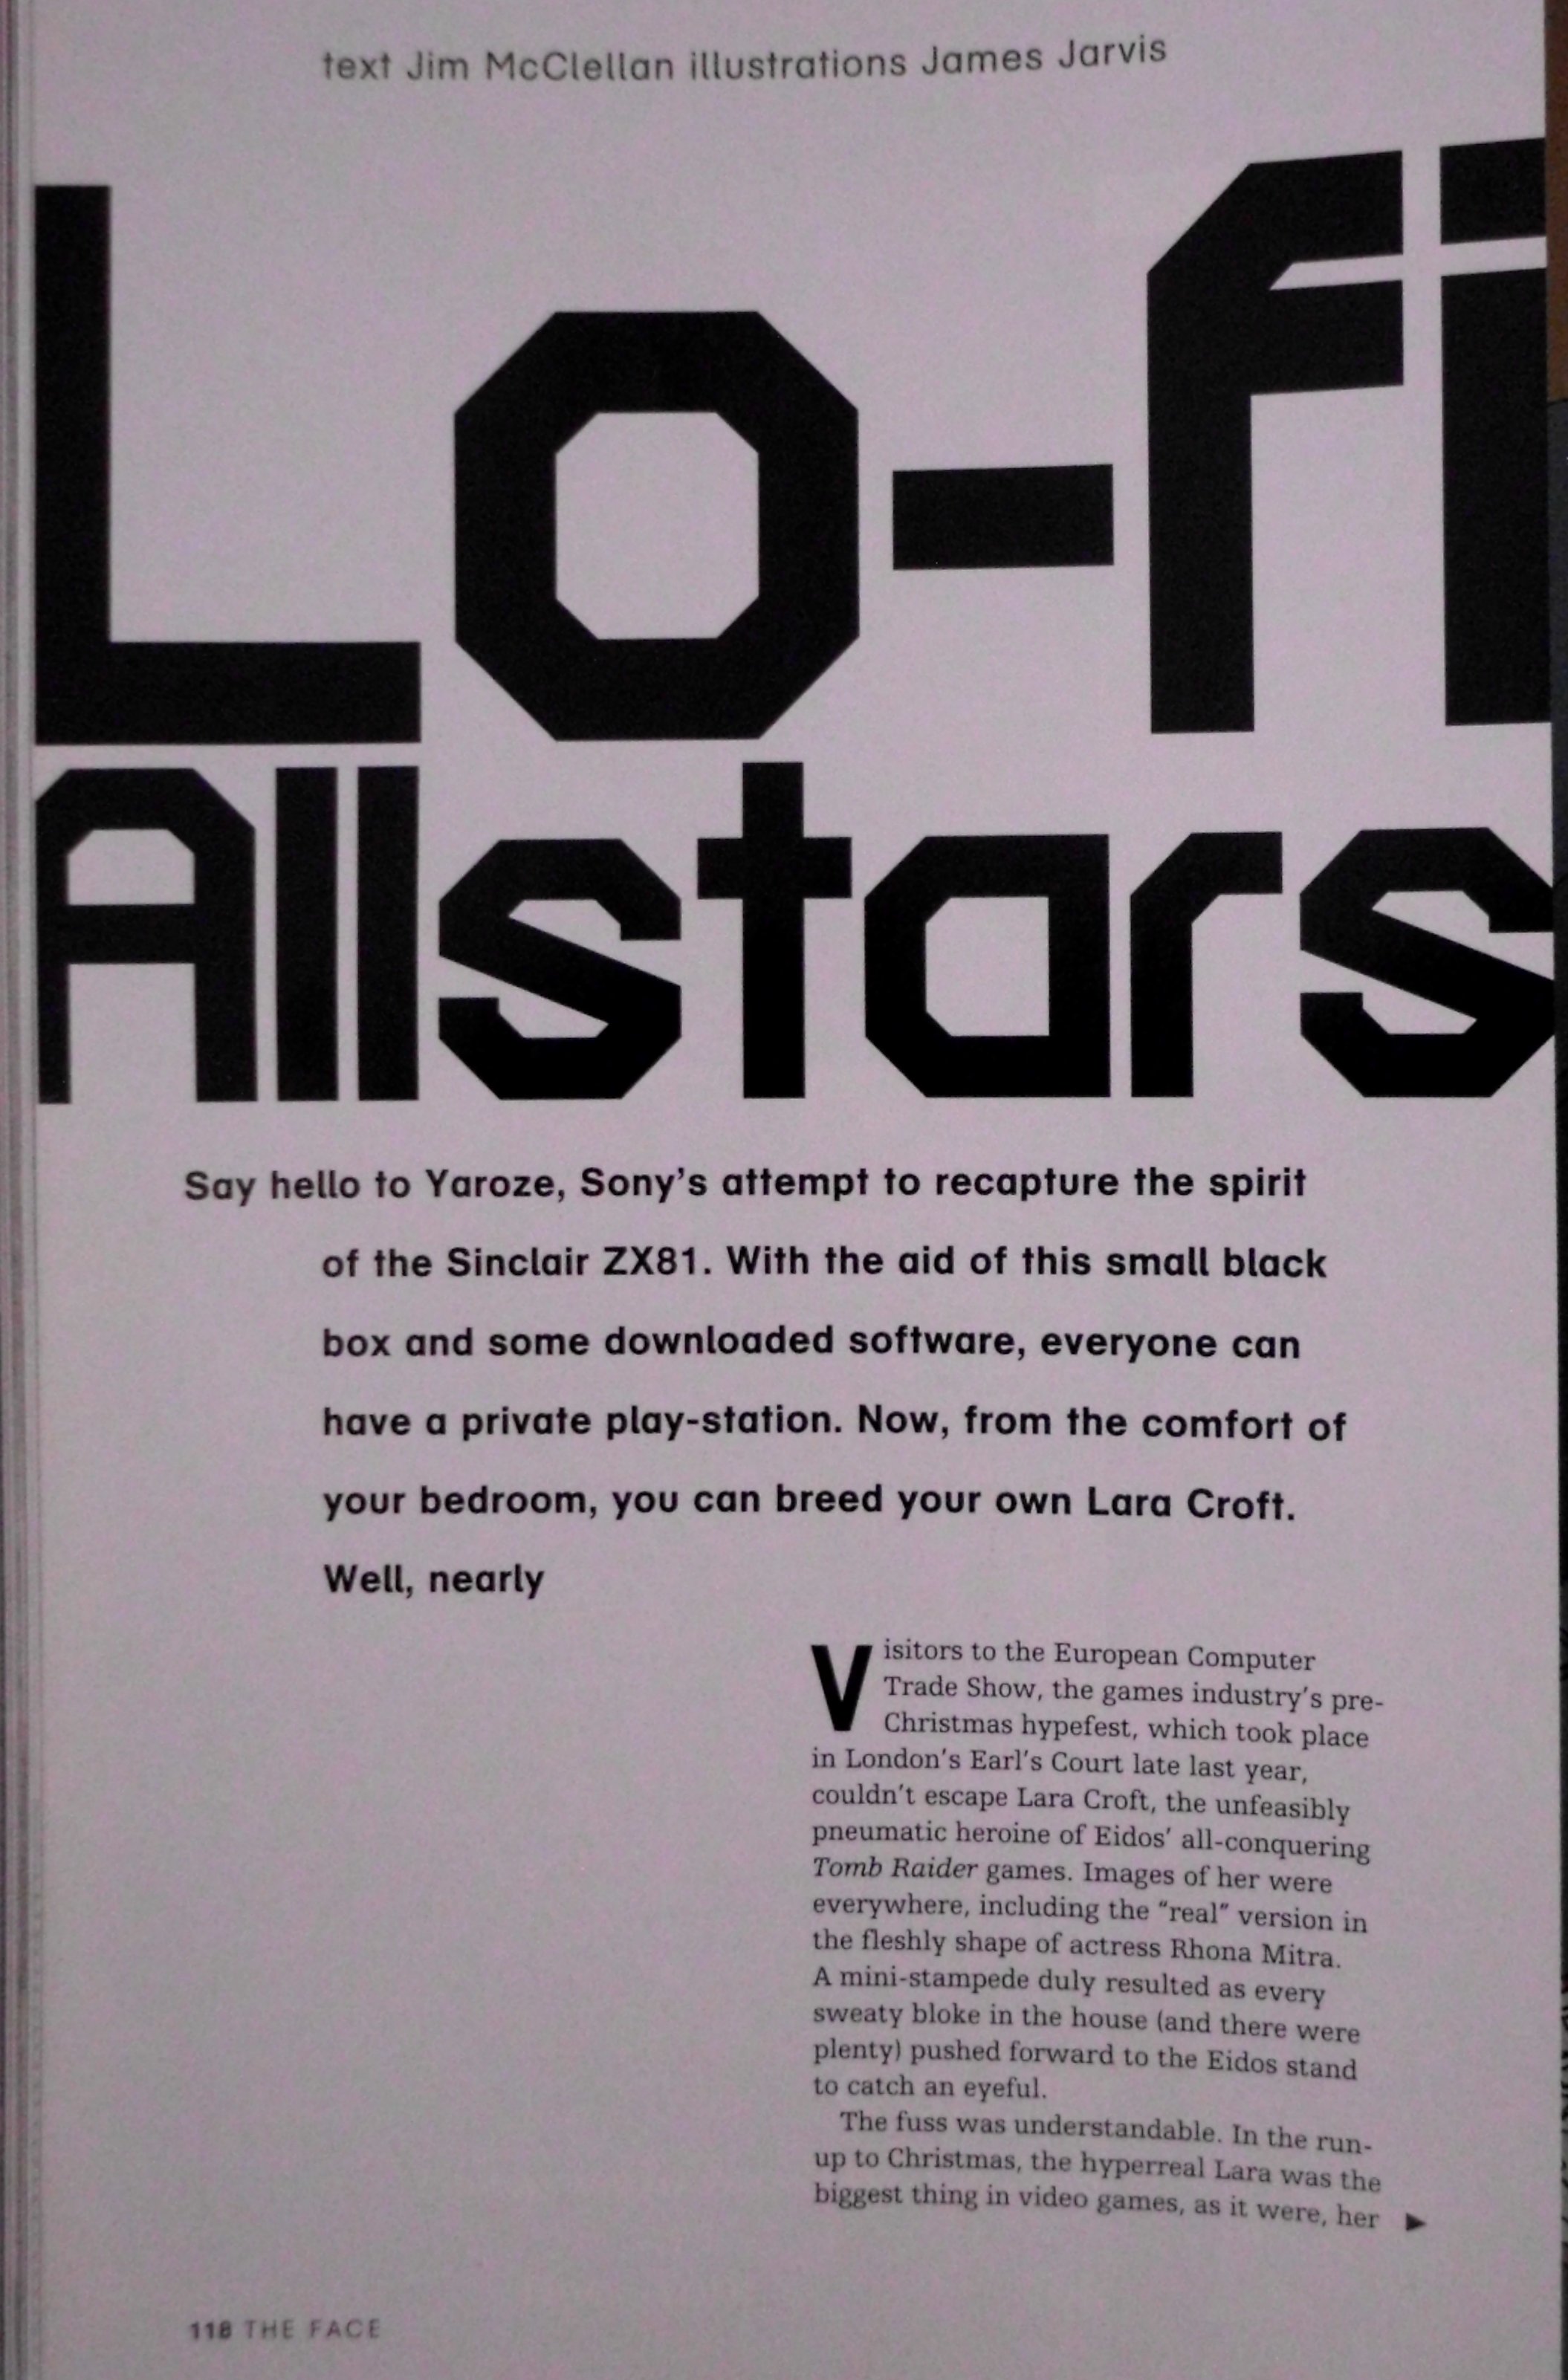 text Jim McClellan illustrations James Jarvis
Lo-fi
Allstars
Say hello to Yaroze, Sony's attempt to recapture the spirit
of the Sinclair ZX81. With the aid of this small black
box and some downloaded software, everyone can
have a private play-station. Now, from the comfort of
your bedroom, you can breed your own Lara Croft.
Well, nearly
Visitors to the European Computer
Trade Show, the games industry's pre-
Christmas hypefest, which took place
in London's Earl's Court late last year,
couldn't escape Lara Croft, the unfeasibly
pneumatic heroine of Eidos' all-conquering
Tomb Raider games. Images of her were
everywhere, including the "real" version in
the fleshly shape of actress Rhona Mitra.
A mini-stampede duly resulted as every
sweaty bloke in the house (and there were
plenty) pushed forward to the Eidos stand
to catch an eyeful.
The fuss was understandable. In the run-
up to Christmas, the hyperreal Lara was the
biggest thing in video games, as it were, her ►
118 THE FACE